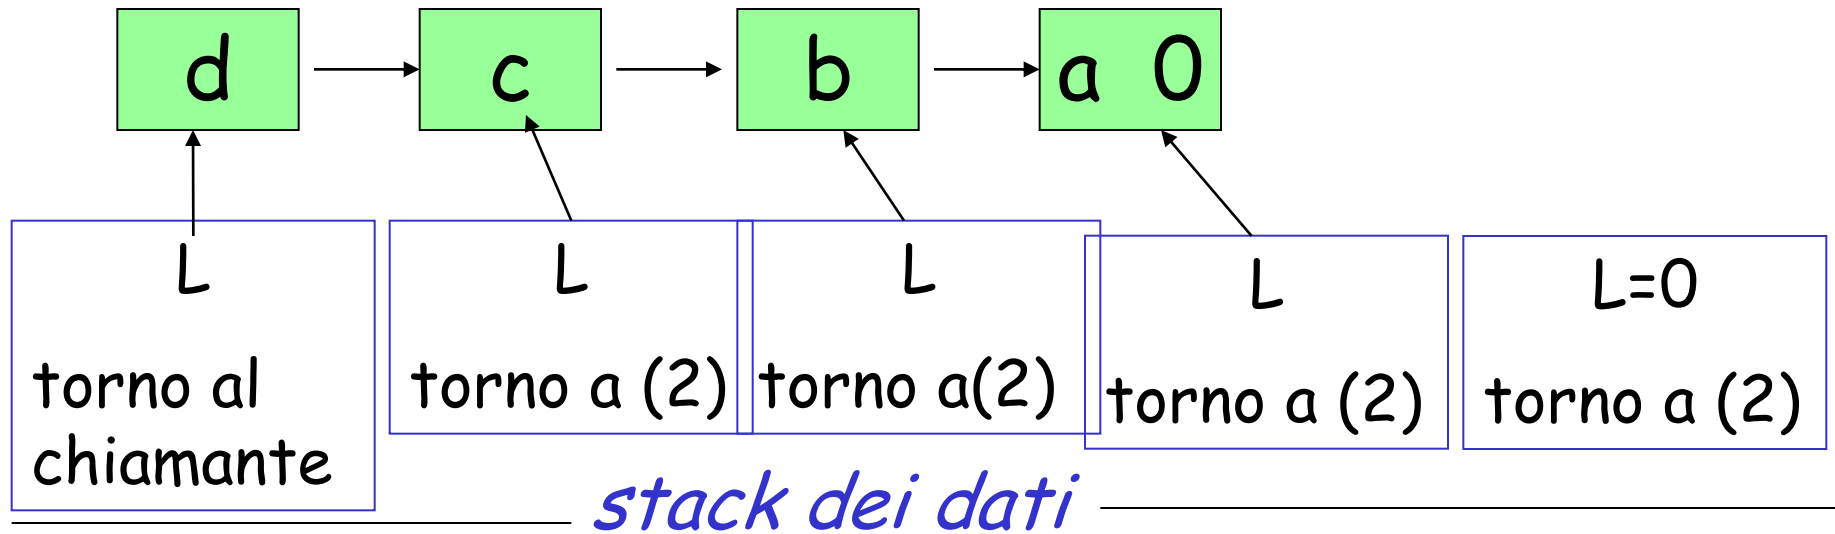 d c b a 0
L
torno al
chiamante
L
torno a (2)
L
torno a(2)
L
torno a (2)
L=0
torno a (2)
stack dei dati